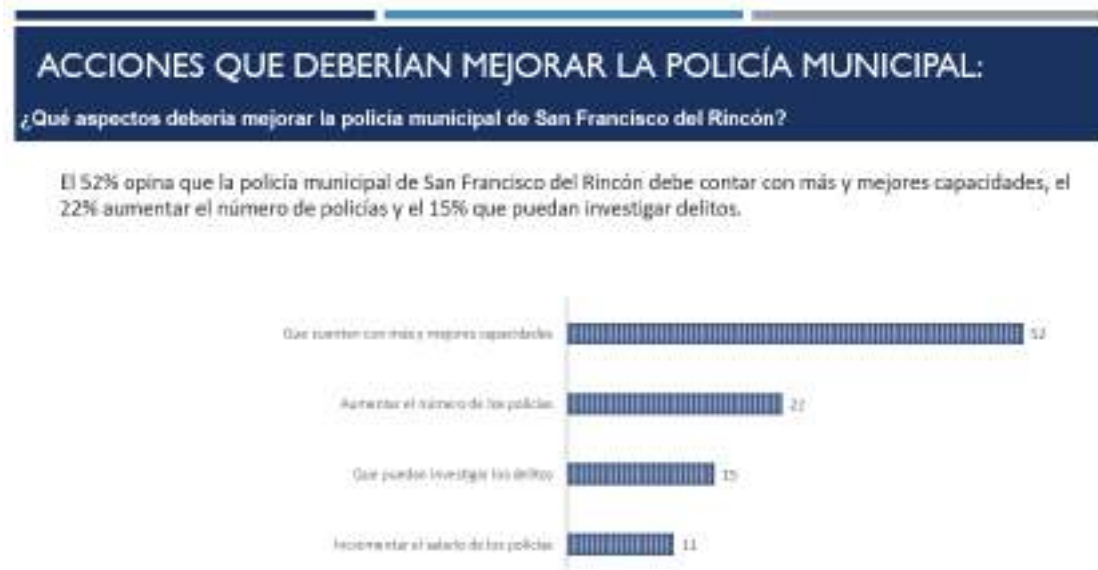 ACCIONES QUE DEBERÍAN MEJORAR LA POLICÍA MUNICIPAL:
¿Qué aspectos deberia mejorar la policia municipal de San Francisco del Rincón?
El 52% opina que la policía municipal de San Francisco del Rincón debe contar con más y mejores capacidades, el
22% aumentar el número de policías y el 15% que puedan investigar delitos.
Que cuenten con más y mejores capacidades 52
Aumentar el número de los policías 22
Que puedan investigar los delitos 15
Incrementar el salario de los policías 11